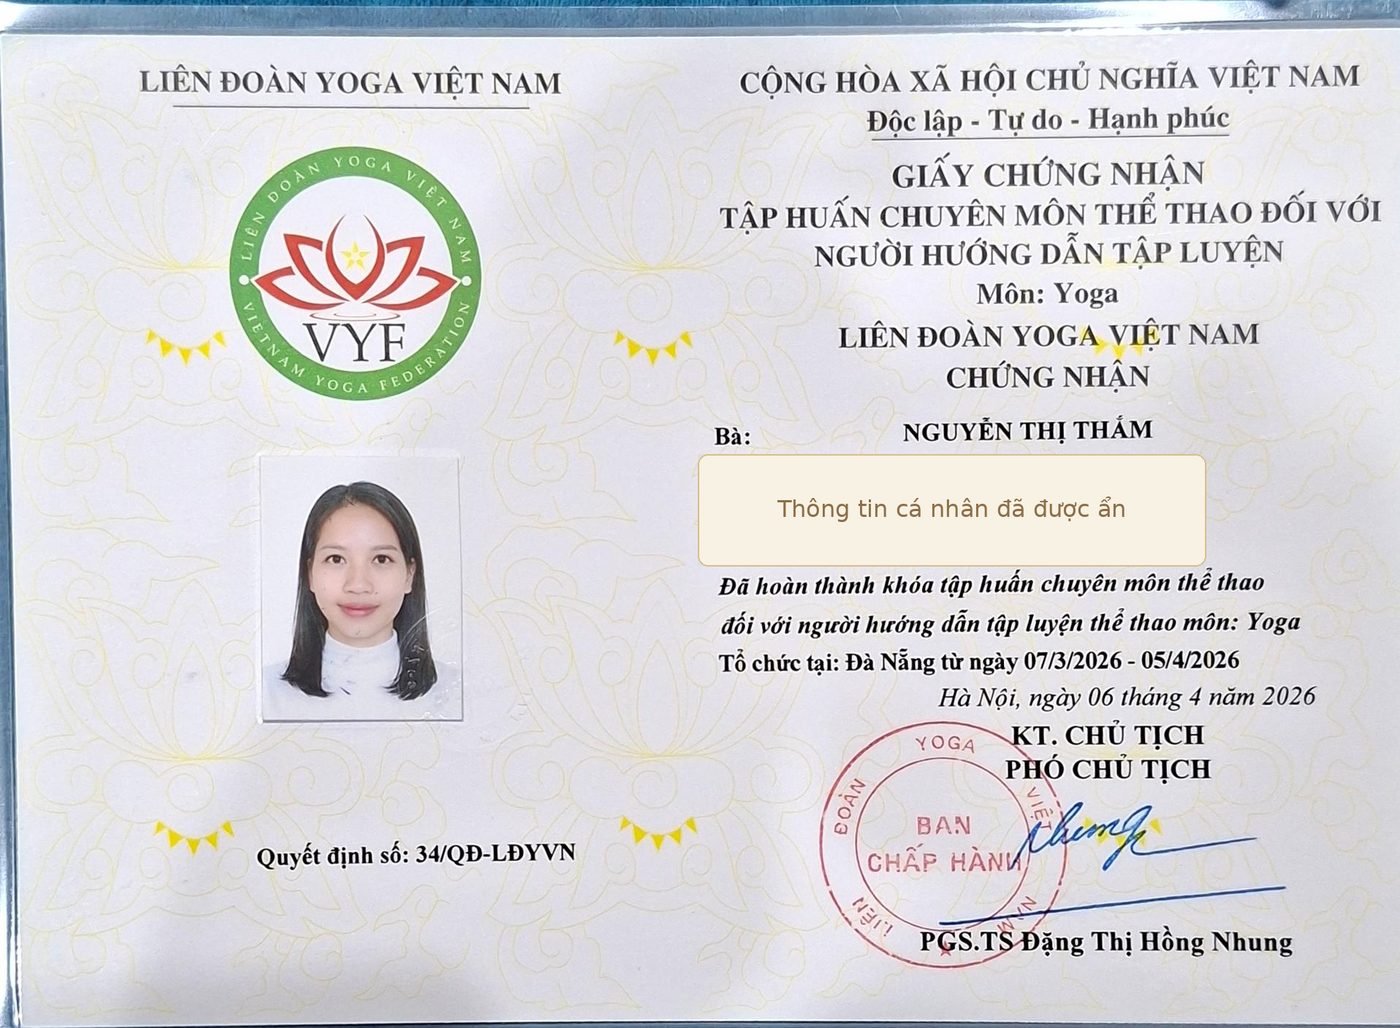 LIÊN ĐOÀN YOGA VIỆT NAM
LIÊN ĐOÀN YOGA VIỆT NAM
VYF
VIETNAM YOGA FEDERATION
Quyết định số: 34/QĐ-LĐYVN
CỘNG HÒA XÃ HỘI CHỦ NGHĨA VIỆT NAM
Độc lập - Tự do - Hạnh phúc
GIẤY CHỨNG NHẬN
TẬP HUẤN CHUYÊN MÔN THỂ THAO ĐỐI VỚI
NGƯỜI HƯỚNG DẪN TẬP LUYỆN
Môn: Yoga
LIÊN ĐOÀN YOGA VIỆT NAM
CHỨNG NHẬN
Bà: NGUYỄN THỊ THẮM
Thông tin cá nhân đã được ẩn
Đã hoàn thành khóa tập huấn chuyên môn thể thao
đối với người hướng dẫn tập luyện thể thao môn: Yoga
Tổ chức tại: Đà Nẵng từ ngày 07/3/2026 - 05/4/2026
Hà Nội, ngày 06 tháng 4 năm 2026
KT. CHỦ TỊCH
PHÓ CHỦ TỊCH
LIÊN ĐOÀN YOGA VIỆT NAM
BAN
CHẤP HÀNH
Nhung
PGS.TS Đặng Thị Hồng Nhung